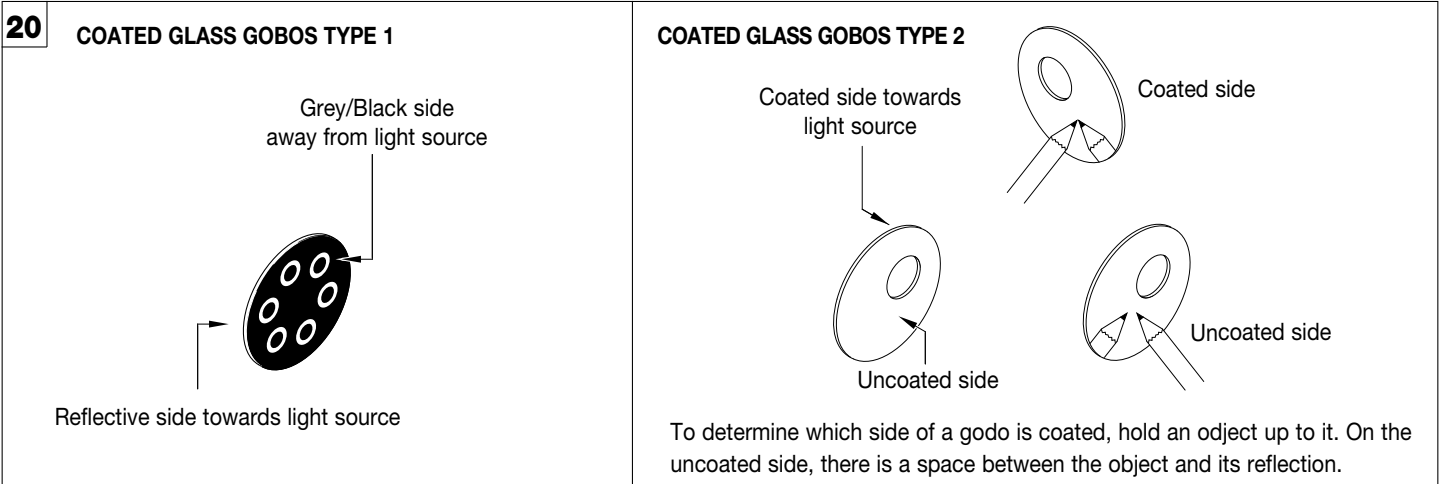 20
COATED GLASS GOBOS TYPE 1
Grey/Black side
away from light source
Reflective side towards light source
COATED GLASS GOBOS TYPE 2
Coated side towards
light source
Coated side
Uncoated side
Uncoated side
To determine which side of a godo is coated, hold an odject up to it. On the
uncoated side, there is a space between the object and its reflection.